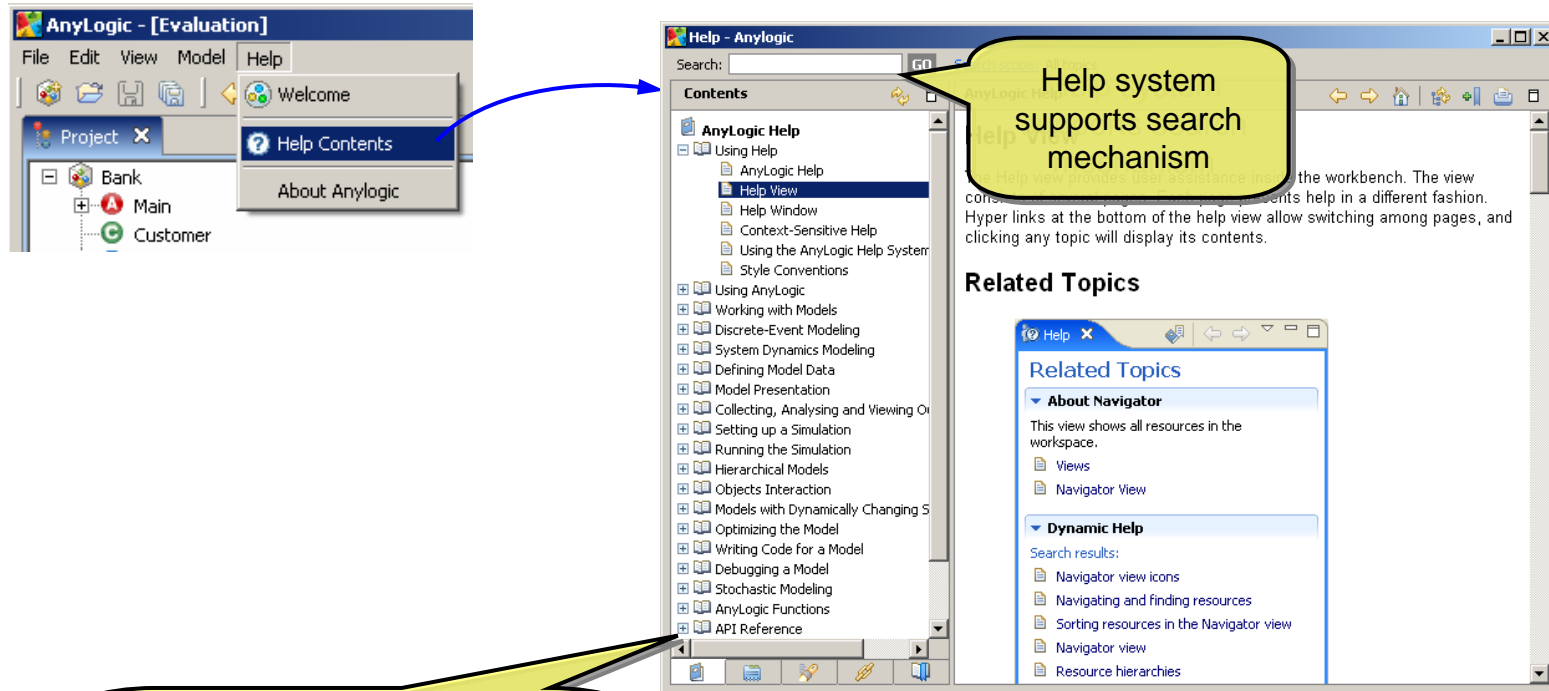 AnyLogic - [Evaluation]
File Edit View Model Help
Welcome
Project
Help Contents
Bank
About Anylogic
Main
Customer
Help - Anylogic
Search:
GO
Contents
Help system
supports search
mechanism
AnyLogic Help
Using Help
AnyLogic Help
Help View
Help Window
Context-Sensitive Help
Using the AnyLogic Help System
Style Conventions
Using AnyLogic
Working with Models
Discrete-Event Modeling
System Dynamics Modeling
Defining Model Data
Model Presentation
Collecting, Analysing and Viewing
Setting up a Simulation
Running the Simulation
Hierarchical Models
Objects Interaction
Models with Dynamically Changing S
Optimizing the Model
Writing Code for a Model
Debugging a Model
Stochastic Modeling
AnyLogic Functions
API Reference
Help View
The Help view provides user assistance inside the workbench. The view
help in a different fashion.
Hyper links at the bottom of the help view allow switching among pages, and
clicking any topic will display its contents.
Related Topics
Help
Related Topics
About Navigator
This view shows all resources in the
workspace.
Views
Navigator View
Dynamic Help
Search results:
Navigator view icons
Navigating and finding resources
Sorting resources in the Navigator view
Navigator view
Resource hierarchies